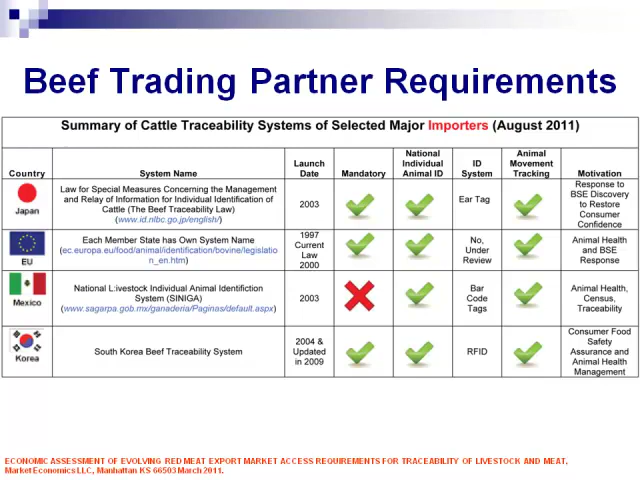 Beef Trading Partner Requirements
Summary of Cattle Traceability Systems of Selected Major Importers (August 2011)
Country
System Name
Launch
Date
Mandatory
National
Individual
Animal ID
ID
System
Animal
Movement
Tracking
Motivation
Japan
Law for Special Measures Concerning the Management
and Relay of Information for Individual Identification of
Cattle (The Beef Traceability Law)
(www.id.nlbc.go.jp/english/)
2003
Ear Tag
Response to
BSE Discovery
to Restore
Consumer
Confidence
EU
Each Member State has Own System Name
(ec.europa.eu/food/animal/identification/bovine/legislatio
n_en.htm)
1997
Current
Law
2000
No,
Under
Review
Animal Health
and BSE
Response
Mexico
National L:ivestock Individual Animal Identifiction
System (SINIGA)
(www.sagarpa.gob.mx/ganaderia/Paginas/default.aspx)
2003
Bar
Code
Tags
Animal Health,
Census,
Traceability
Korea
South Korea Beef Traceability System
2004 &
Updated
in 2009
RFID
Consumer Food
Safety
Assurance and
Animal Health
Management
ECONOMIC ASSESSMENT OF EVOLVING RED MEAT EXPORT MARKET ACCESS REQUIREMENTS FOR TRACEABILITY OF LIVESTOCK AND MEAT,
Market Economics LLC, Manhattan KS 66503 March 2011.